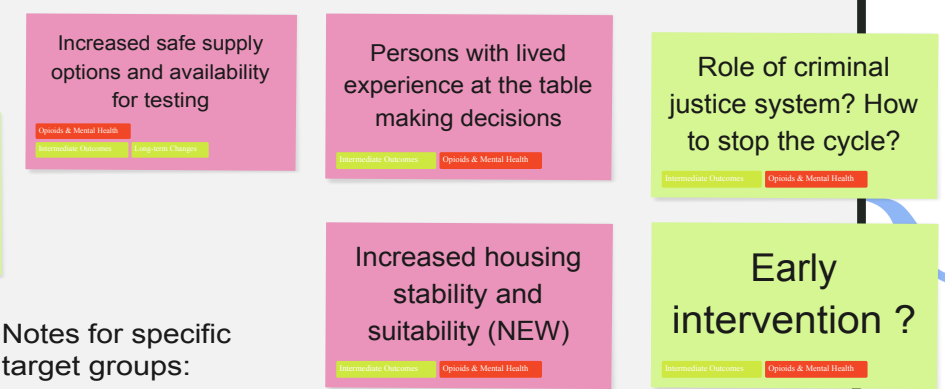 Increased safe supply
options and availability
for testing
Opioids & Mental Health
Intermediate Outcomes Long-term Changes
Persons with lived
experience at the table
making decisions
Intermediate Outcomes Opioids & Mental Health
Role of criminal
justice system? How
to stop the cycle?
Intermediate Outcomes Opioids & Mental Health
Increased housing
stability and
suitability (NEW)
Intermediate Outcomes Opioids & Mental Health
Early
intervention ?
Intermediate Outcomes Opioids & Mental Health
Notes for specific
target groups: